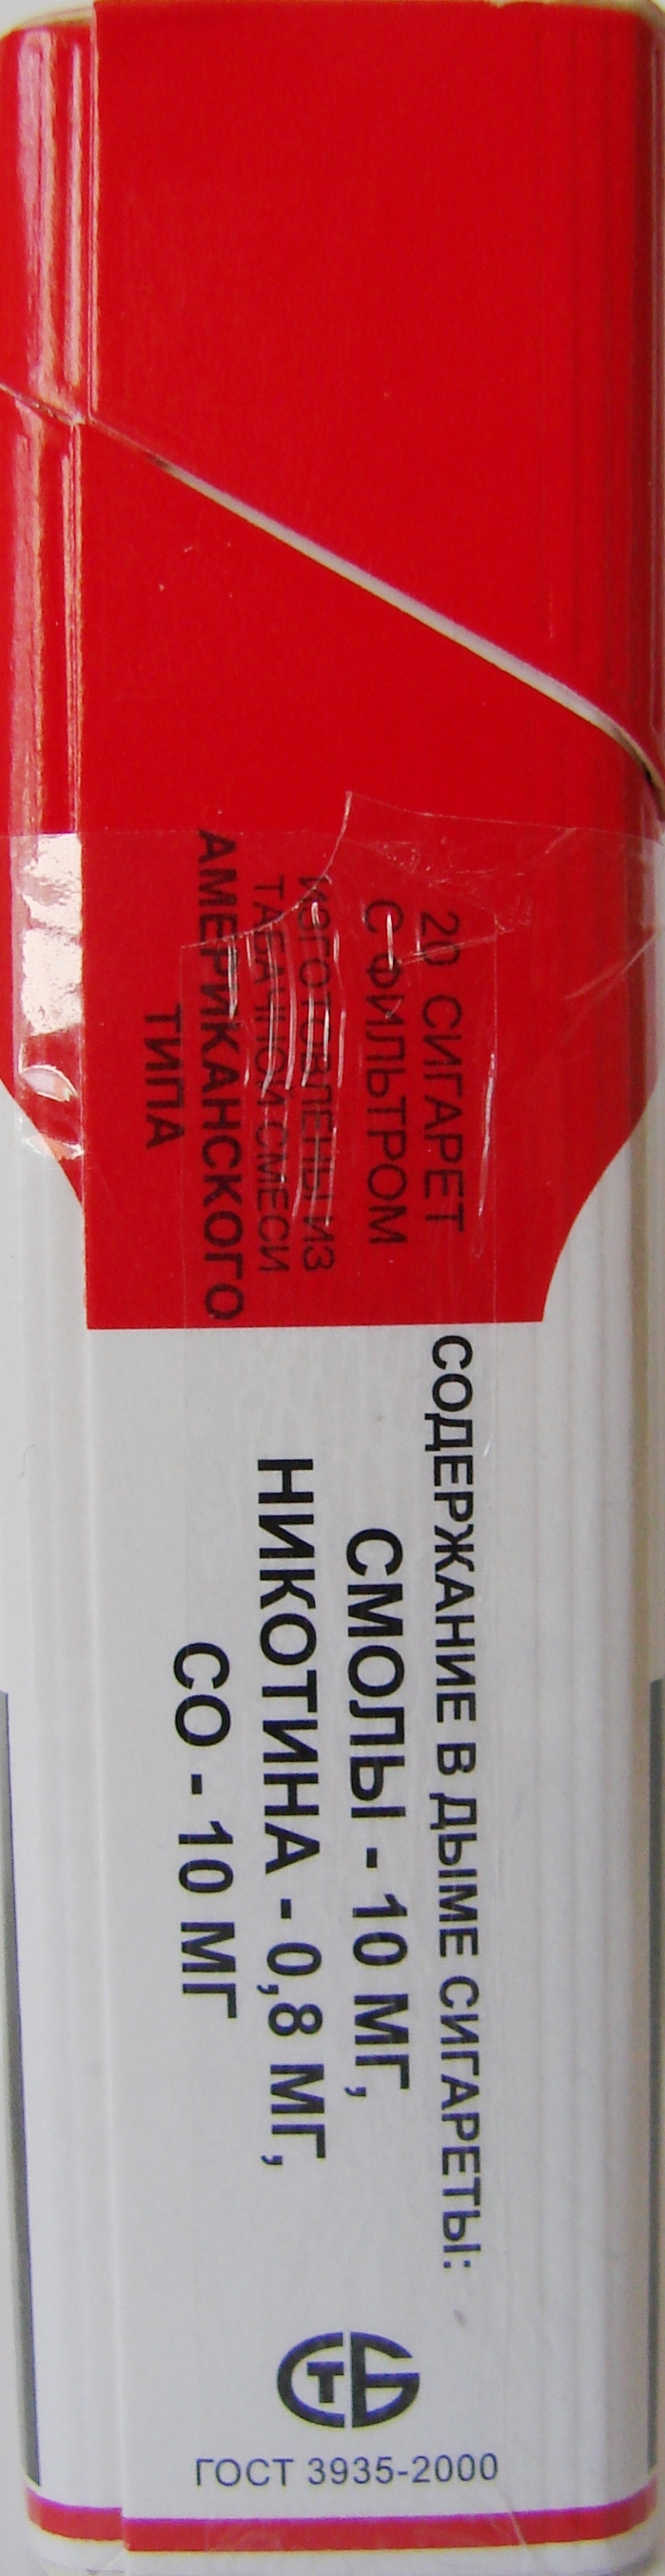 20 СИГАРЕТ
С ФИЛЬТРОМ
ИЗГОТОВЛЕНЫ ИЗ
ТАБАЧНОЙ СМЕСИ
АМЕРИКАНСКОГО
ТИПА
СОДЕРЖАНИЕ В ДЫМЕ СИГАРЕТЫ:
СМОЛЫ - 10 МГ,
НИКОТИНА - 0,8 МГ,
СО - 10 МГ
СТБ
ГОСТ 3935-2000